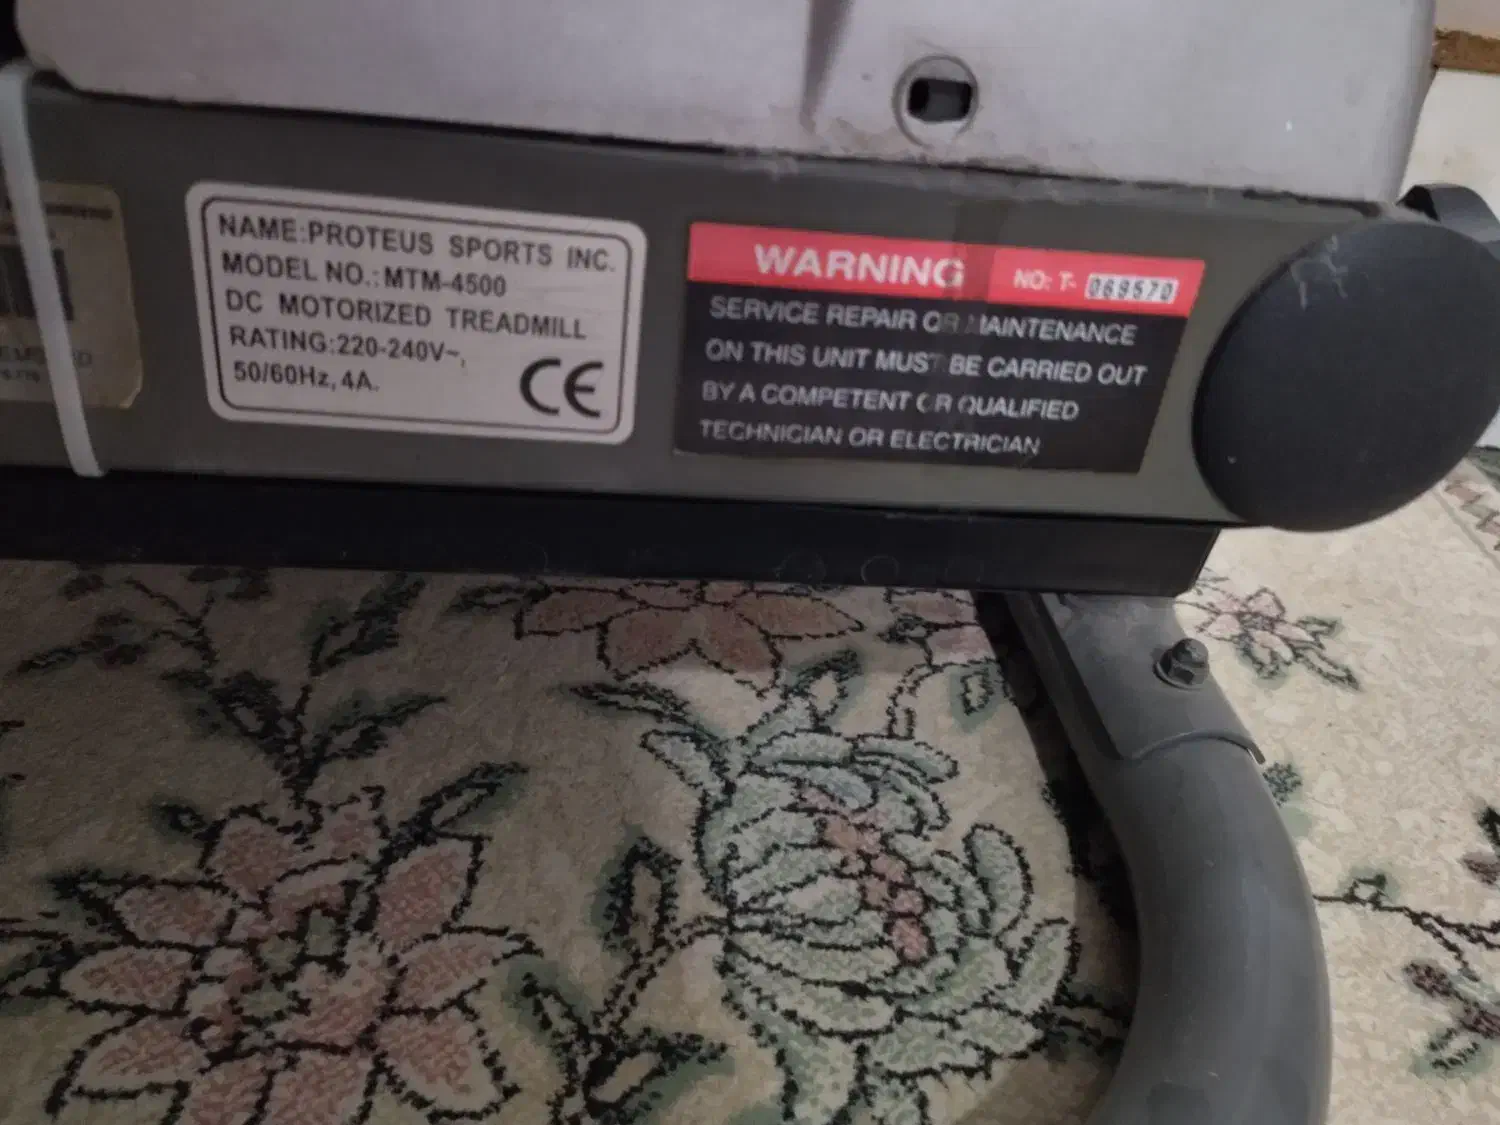 NAME:PROTEUS SPORTS INC.
MODEL NO.:MTM-4500
DC MOTORIZED TREADMILL
RATING:220-240V~,
50/60Hz, 4A.
CE
WARNING NO: T- 068570
SERVICE REPAIR OR MAINTENANCE
ON THIS UNIT MUST BE CARRIED OUT
BY A COMPETENT OR QUALIFIED
TECHNICIAN OR ELECTRICIAN